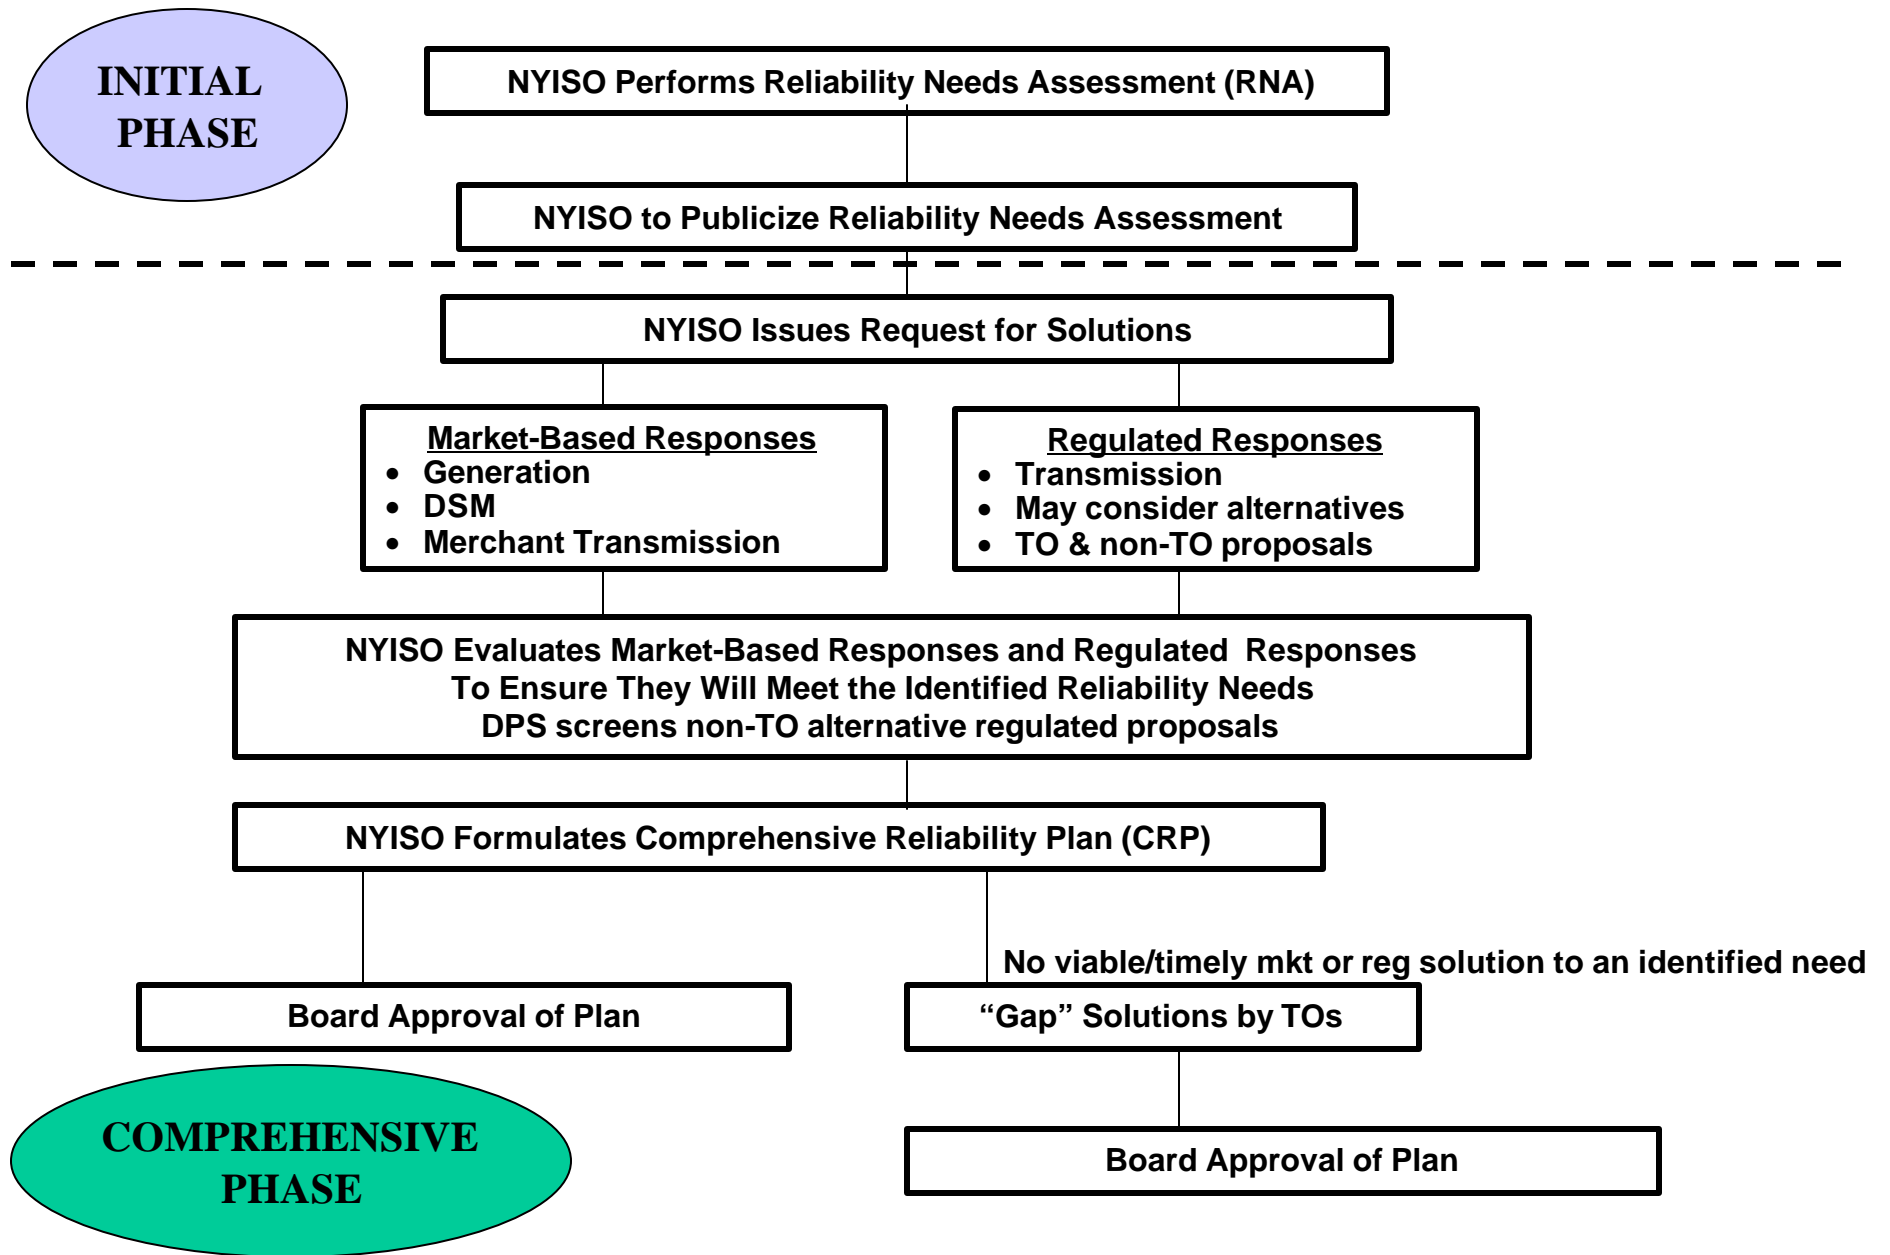 INITIAL
PHASE
NYISO Performs Reliability Needs Assessment (RNA)
NYISO to Publicize Reliability Needs Assessment
NYISO Issues Request for Solutions
Market-Based Responses
• Generation
• DSM
• Merchant Transmission
Regulated Responses
• Transmission
• May consider alternatives
• TO & non-TO proposals
NYISO Evaluates Market-Based Responses and Regulated Responses
To Ensure They Will Meet the Identified Reliability Needs
DPS screens non-TO alternative regulated proposals
NYISO Formulates Comprehensive Reliability Plan (CRP)
No viable/timely mkt or reg solution to an identified need
Board Approval of Plan
“Gap” Solutions by TOs
COMPREHENSIVE
PHASE
Board Approval of Plan